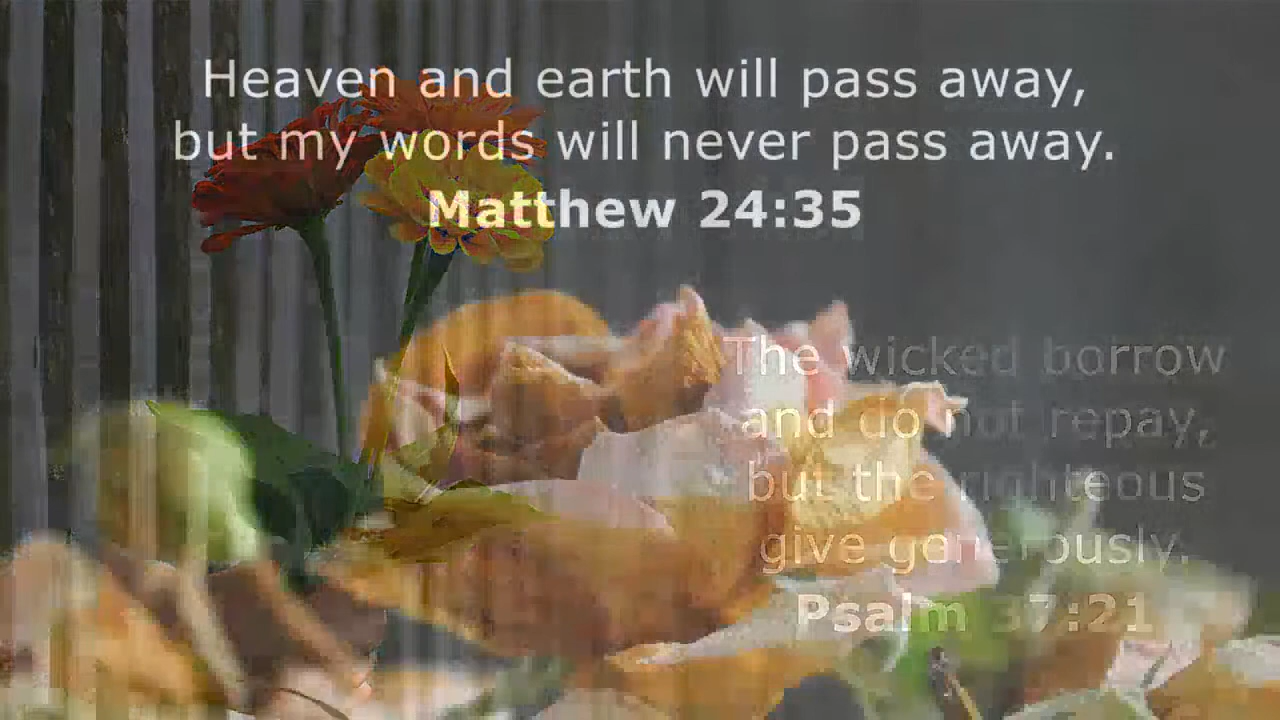 Heaven and earth will pass away,
but my words will never pass away.
Matthew 24:35
The wicked borrow
and do not repay,
but the righteous
give generously.
Psalm 37:21